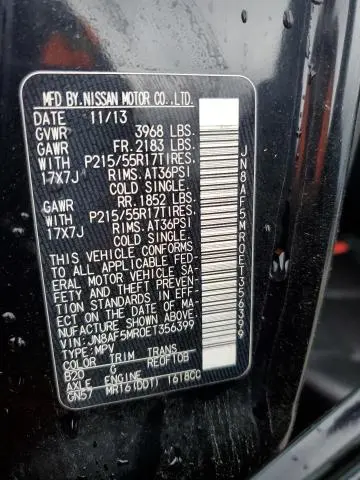 MFD.BY.NISSAN MOTOR CO.,LTD.
11/13
GVWR 3968 LBS.
GAWR FR.2183 LBS.
WITH P215/55R17TIRES,
17X7J RIMS,AT36PSI
COLD SINGLE.
GAWR RR.1852 LBS.
WITH P215/55R17TIRES,
17X7J RIMS,AT36PSI
COLD SINGLE.
THIS VEHICLE CONFORMS
TO ALL APPLICABLE FED-
ERAL MOTOR VEHICLE SA-
FETY AND THEFT PREVEN-
TION STANDARDS IN EFF-
ECT ON THE DATE OF MA-
NUFACTURE SHOWN ABOVE
VIN:JN8AF5MR0ET356399
TYPE:MPV
COLOR TRIM TRANS
B20 G RE0F10B
AXLE ENGINE
GN57 MR16(DDT) 1618CC
JN8AF5MR0ET356399